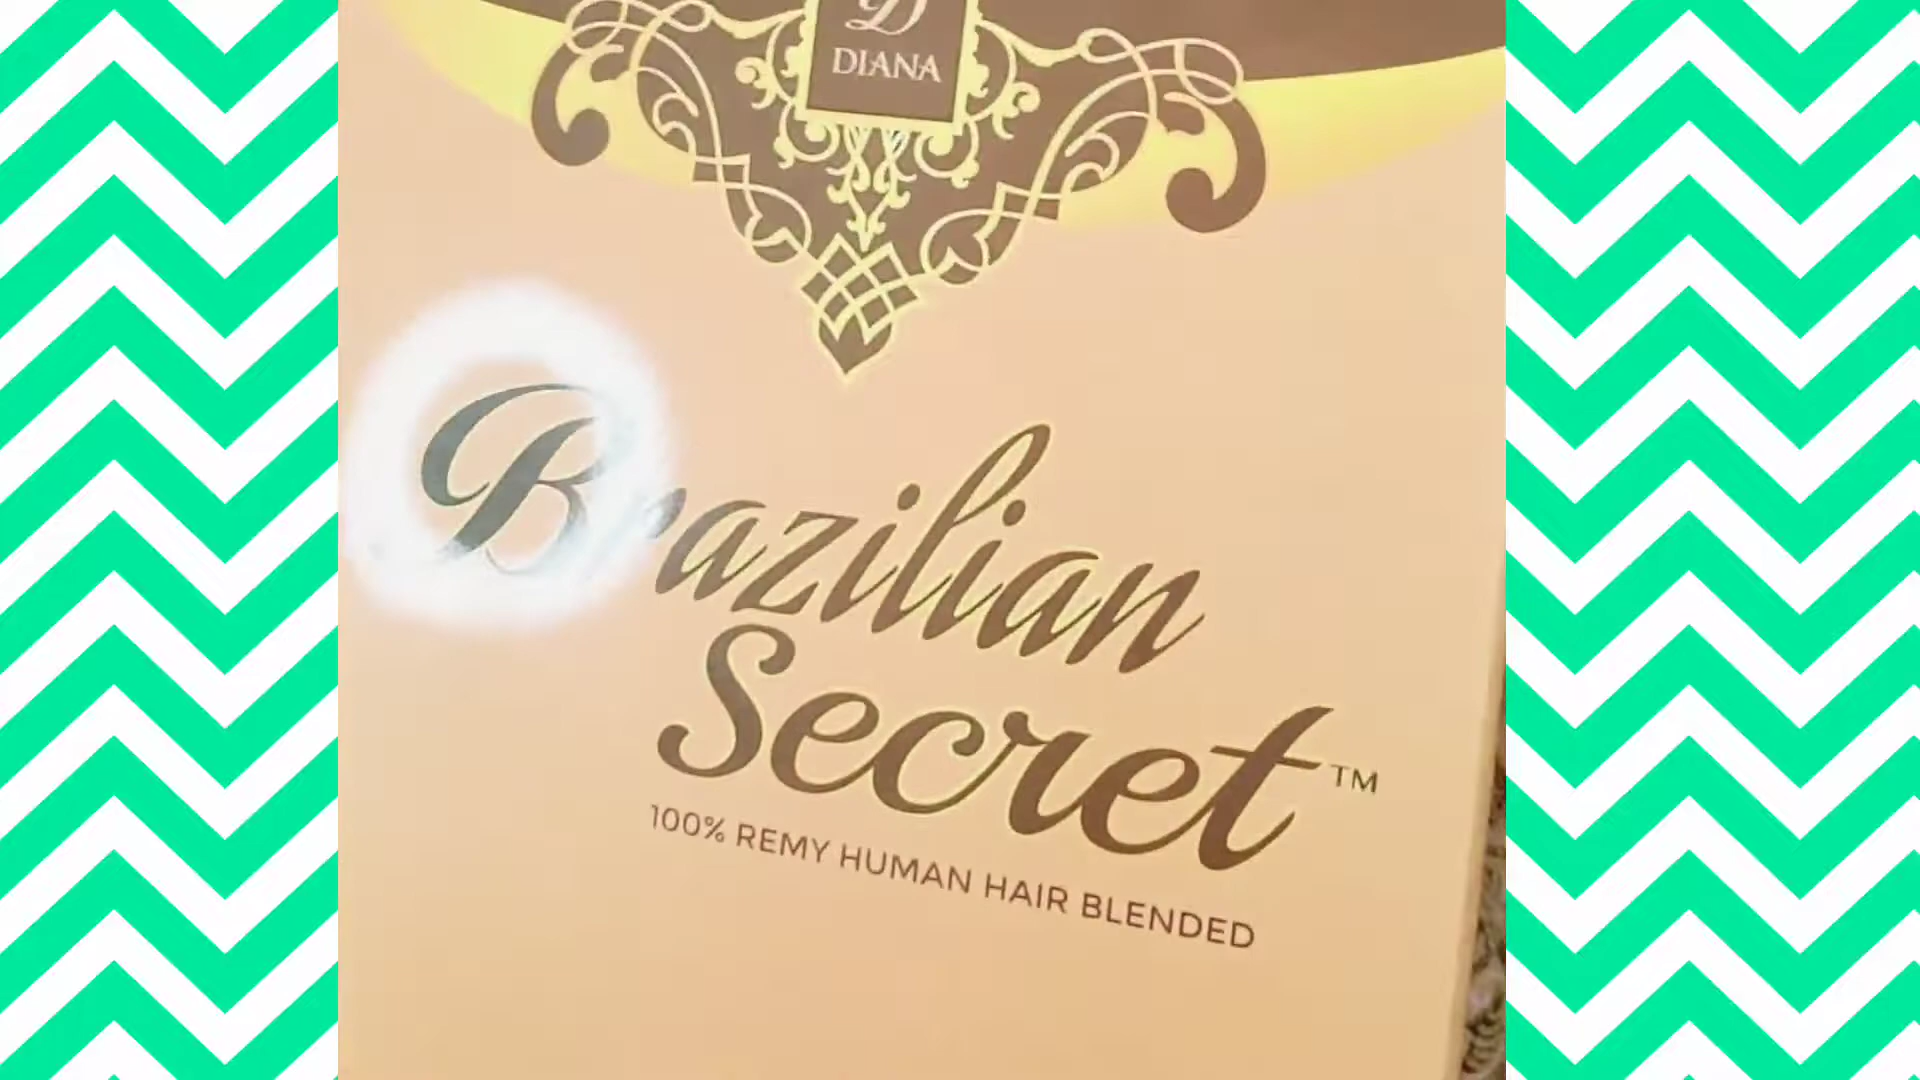 D
DIANA
Brazilian
Secret™
100% REMY HUMAN HAIR BLENDED